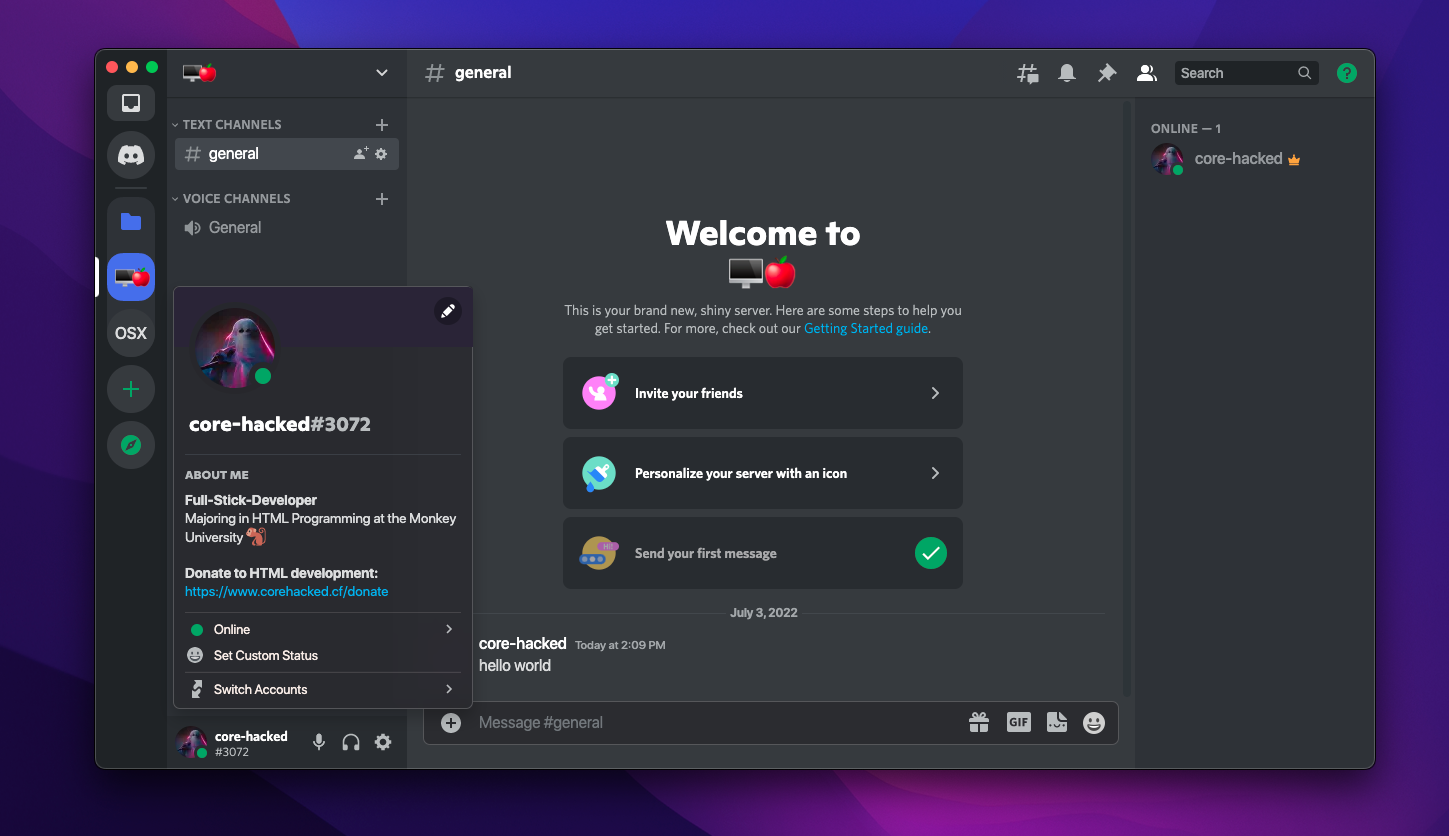 general
Search
?
TEXT CHANNELS
general
VOICE CHANNELS
General
OSX
core-hacked#3072
ABOUT ME
Full-Stick-Developer
Majoring in HTML Programming at the Monkey
University
Donate to HTML development:
https://www.corehacked.cf/donate
Online
Set Custom Status
Switch Accounts
core-hacked
#3072
Welcome to
This is your brand new, shiny server. Here are some steps to help you
get started. For more, check out our Getting Started guide.
Invite your friends
Personalize your server with an icon
Send your first message
July 3, 2022
core-hacked Today at 2:09 PM
hello world
Message #general
GIF
ONLINE — 1
core-hacked